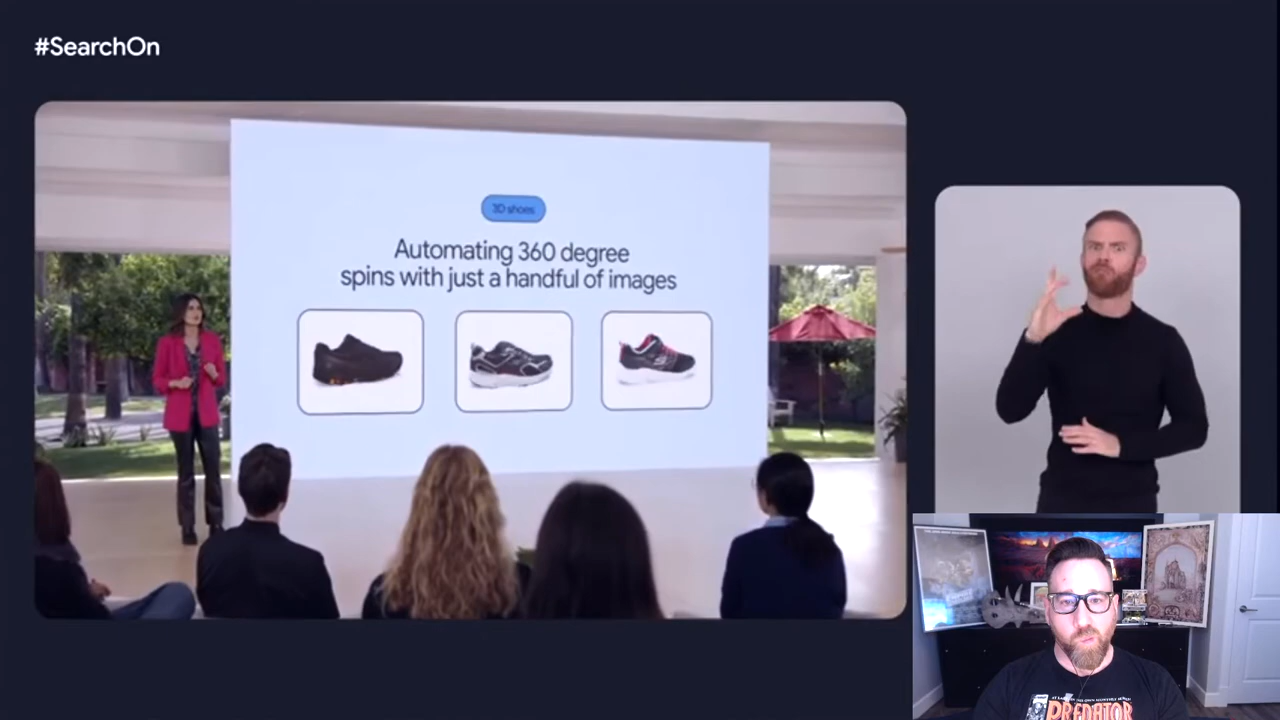 #SearchOn
3D shoes
Automating 360 degree
spins with just a handful of images
PREDATOR